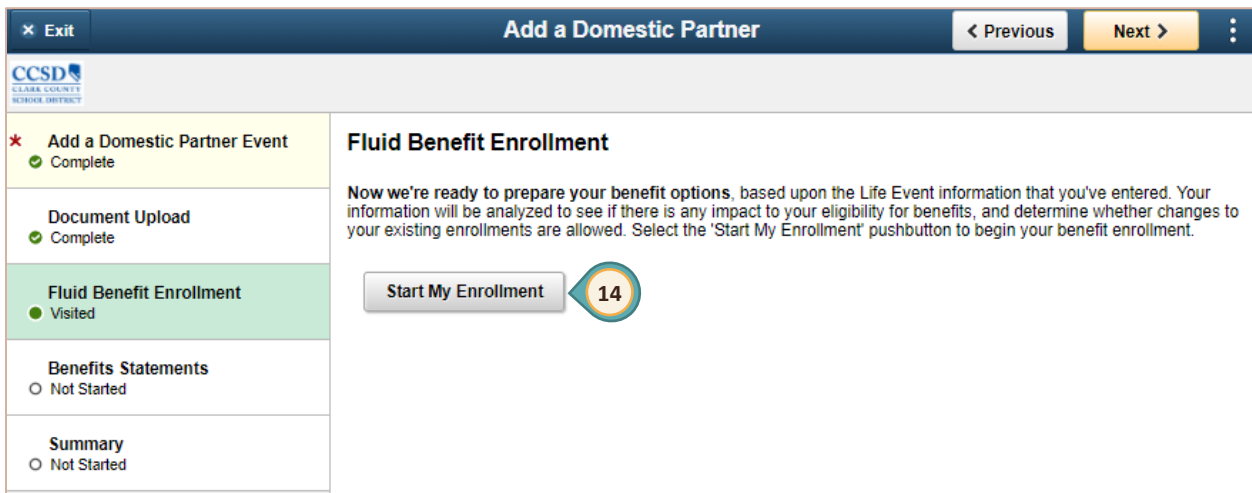 × Exit
Add a Domestic Partner
Previous
Next
CCSD
CLARK COUNTY
SCHOOL DISTRICT
* Add a Domestic Partner Event
Complete
Document Upload
Complete
Fluid Benefit Enrollment
Visited
Benefits Statements
Not Started
Summary
Not Started
Fluid Benefit Enrollment
Now we're ready to prepare your benefit options, based upon the Life Event information that you've entered. Your
information will be analyzed to see if there is any impact to your eligibility for benefits, and determine whether changes to
your existing enrollments are allowed. Select the 'Start My Enrollment' pushbutton to begin your benefit enrollment.
Start My Enrollment
14